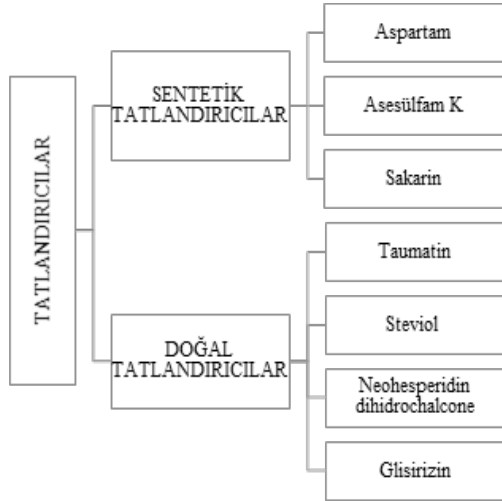 TATLANDIRICILAR
SENTETİK
TATLANDIRICILAR
Aspartam
Asesülfam K
Sakarin
DOĞAL
TATLANDIRICILAR
Taumatin
Steviol
Neohesperidin
dihidrochalcone
Glisirizin